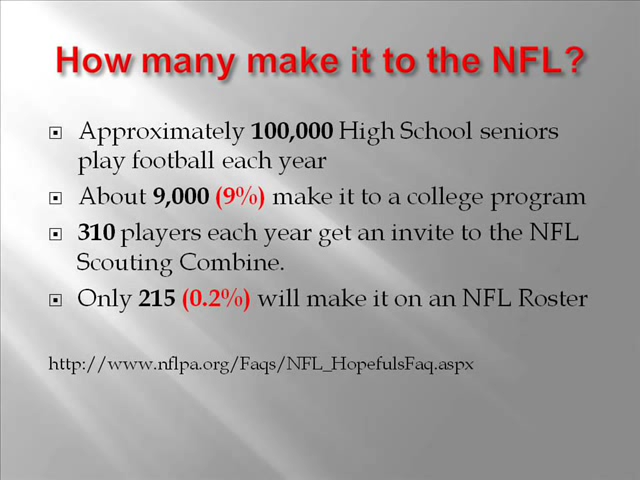 How many make it to the NFL?
Approximately 100,000 High School seniors
play football each year
About 9,000 (9%) make it to a college program
310 players each year get an invite to the NFL
Scouting Combine.
Only 215 (0.2%) will make it on an NFL Roster
http://www.nflpa.org/Faqs/NFL_HopefulsFaq.aspx